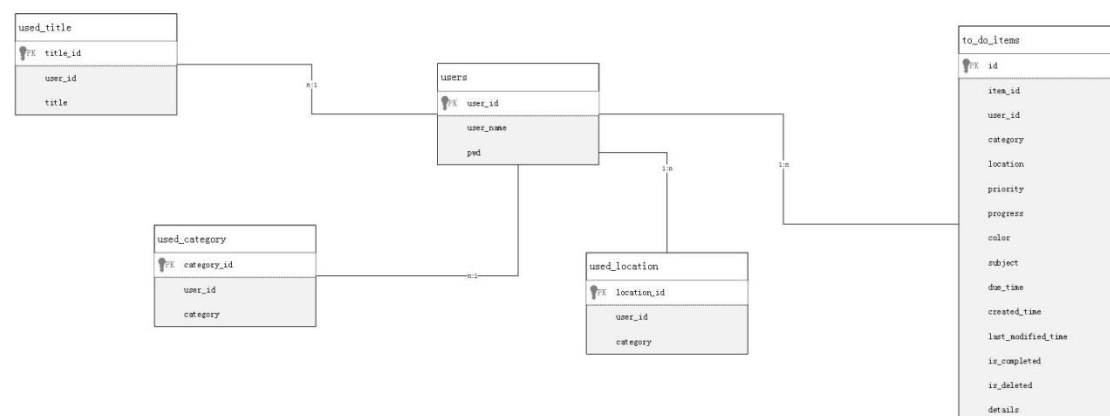 used_title
PK title_id
user_id
title
n:1
users
PK user_id
user_name
pwd
1:n
1:n
used_category
PK category_id
user_id
category
n:1
used_location
PK location_id
user_id
category
to_do_items
PK id
item_id
user_id
category
location
priority
progress
color
subject
due_time
created_time
last_modified_time
is_completed
is_deleted
details